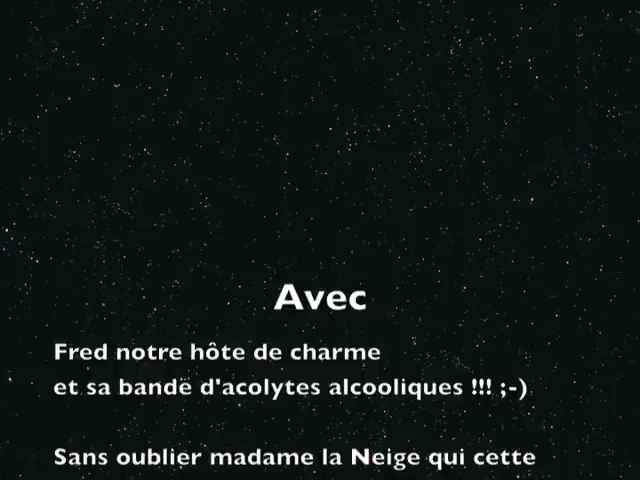 Avec
Fred notre hôte de charme
et sa bande d'acolytes alcooliques !!! ;-)
Sans oublier madame la Neige qui cette